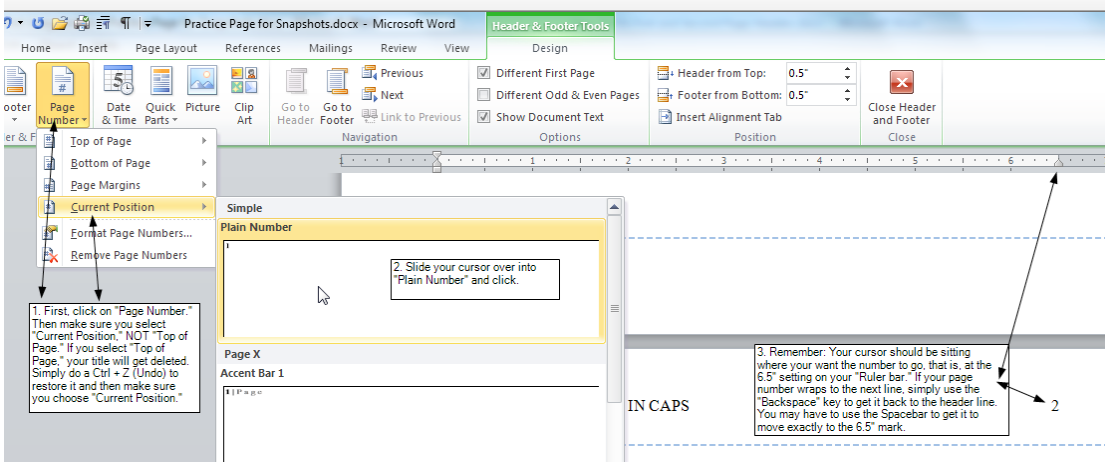 Practice Page for Snapshots.docx - Microsoft Word
Header & Footer Tools
Home Insert Page Layout References Mailings Review View Design
ooter
Page
Number
Date
& Time
Quick
Parts
Picture
Clip
Art
Go to
Header
Go to
Footer
Previous
Next
Link to Previous
Different First Page
Different Odd & Even Pages
Show Document Text
Header from Top: 0.5"
Footer from Bottom: 0.5"
Insert Alignment Tab
Close Header
and Footer
er & F
Navigation
Options
Position
Close
Top of Page
Bottom of Page
Page Margins
Current Position
Format Page Numbers...
Remove Page Numbers
1 1 2 3 4 5 6
Simple
Plain Number
1
2. Slide your cursor over into
"Plain Number" and click.
Page X
Accent Bar 1
1 | P a g e
1. First, click on "Page Number."
Then make sure you select
"Current Position," NOT "Top of
Page." If you select "Top of
Page," your title will get deleted.
Simply do a Ctrl + Z (Undo) to
restore it and then make sure
you choose "Current Position."
3. Remember: Your cursor should be sitting
where your want the number to go, that is, at the
6.5" setting on your "Ruler bar." If your page
number wraps to the next line, simply use the
"Backspace" key to get it back to the header line.
You may have to use the Spacebar to get it to
move exactly to the 6.5" mark.
IN CAPS 2